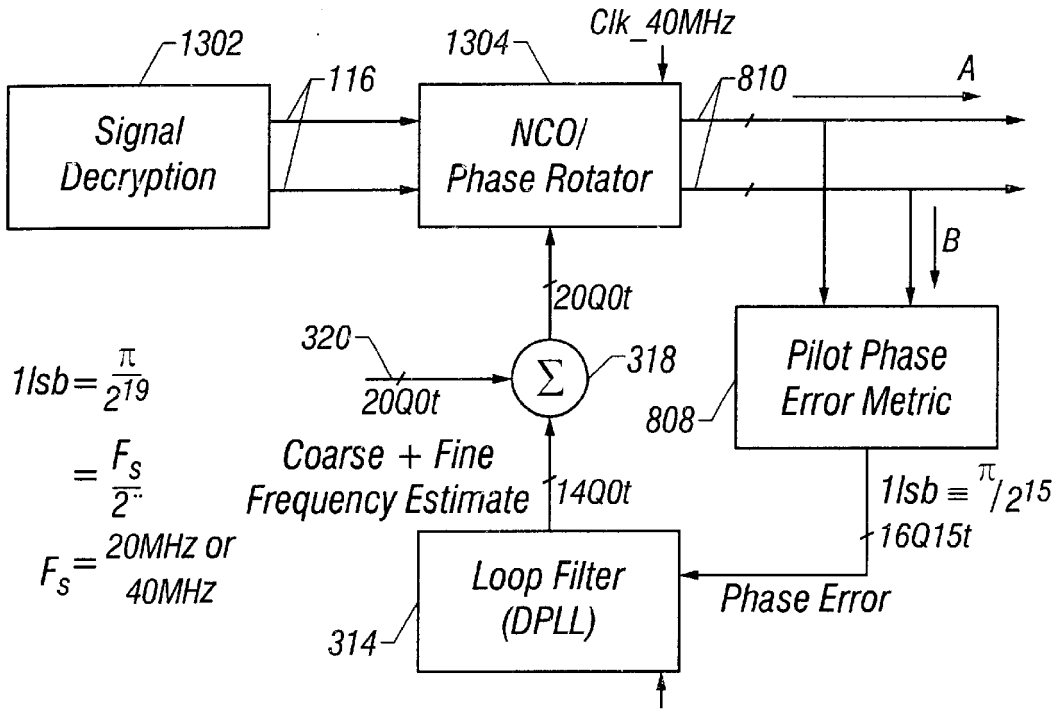 1302
Signal
Decryption
116
1304
NCO/
Phase Rotator
Clk_40MHz
810
A
B
20Q0t
320
20Q0t
Σ
318
Pilot Phase
Error Metric
808
1lsb = π/2^19
= F_s/2
F_s = 20MHz or
40MHz
Coarse + Fine
Frequency Estimate
14Q0t
1lsb ≡ π/2^15
16Q15t
Phase Error
Loop Filter
(DPLL)
314